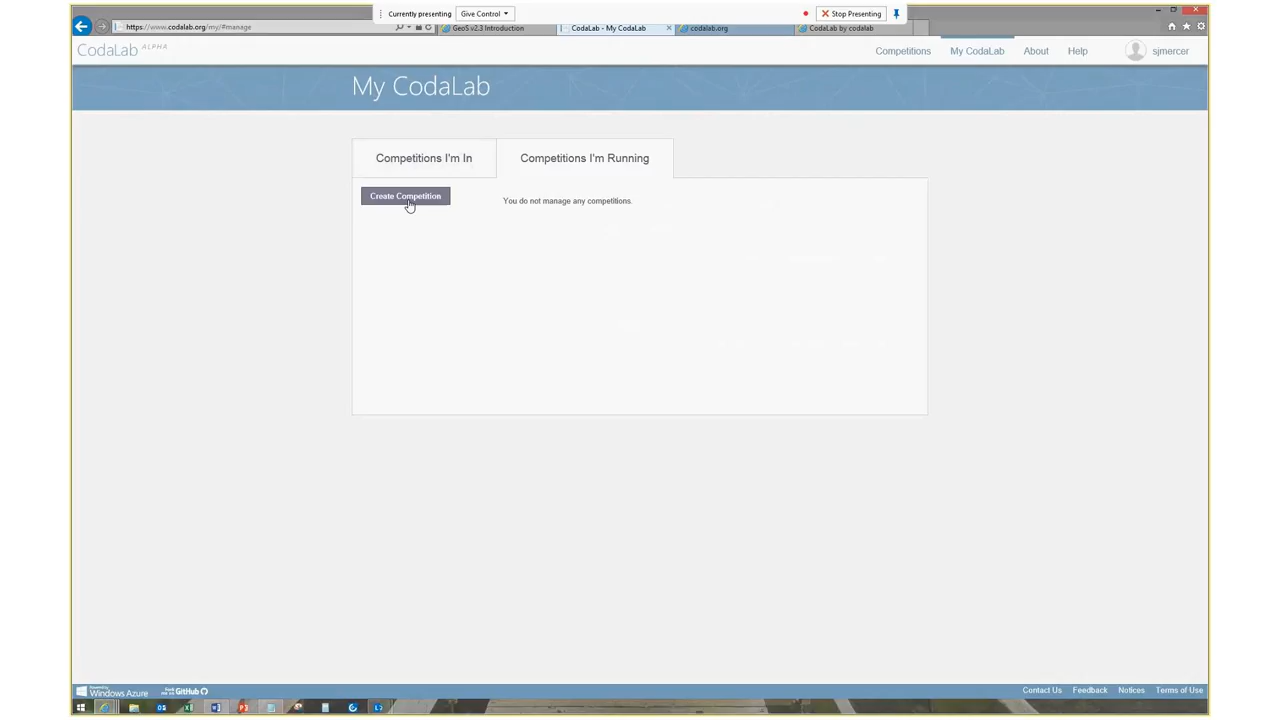 Currently presenting Give Control Stop Presenting
https://www.codalab.org/my/#manage
GeoS v2.3 Introduction CodaLab - My CodaLab codalab.org CodaLab by codalab
CodaLab ALPHA Competitions My CodaLab About Help sjmercer
My CodaLab
Competitions I'm In Competitions I'm Running
Create Competition You do not manage any competitions.
Windows Azure GitHub Contact Us Feedback Notices Terms of Use